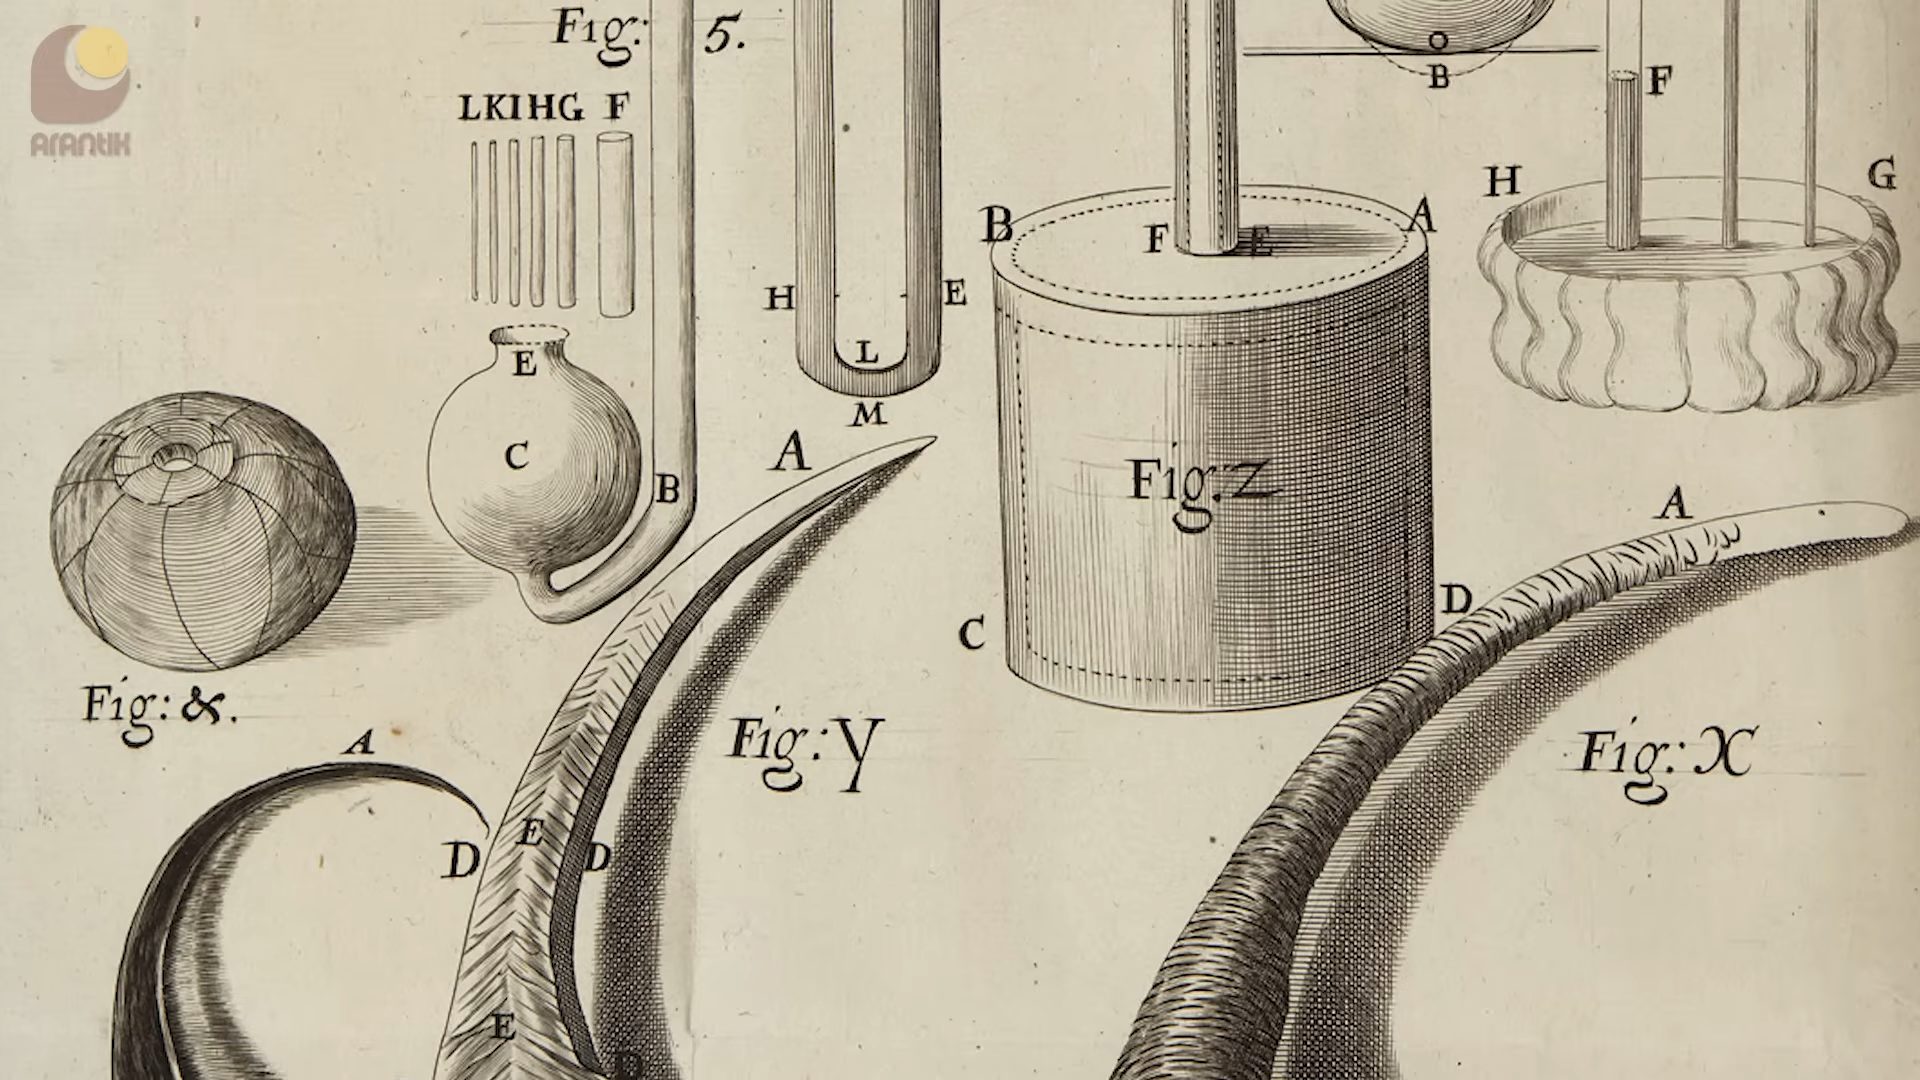 Arantik
Fig: 5.
O
B
F
LKIHG F
H
G
B
F
E
A
H
E
E
L
M
C
A
B
Fig: Z
A
D
C
Fig: &.
Fig: Y
Fig: X
A
E
D
D
E
D